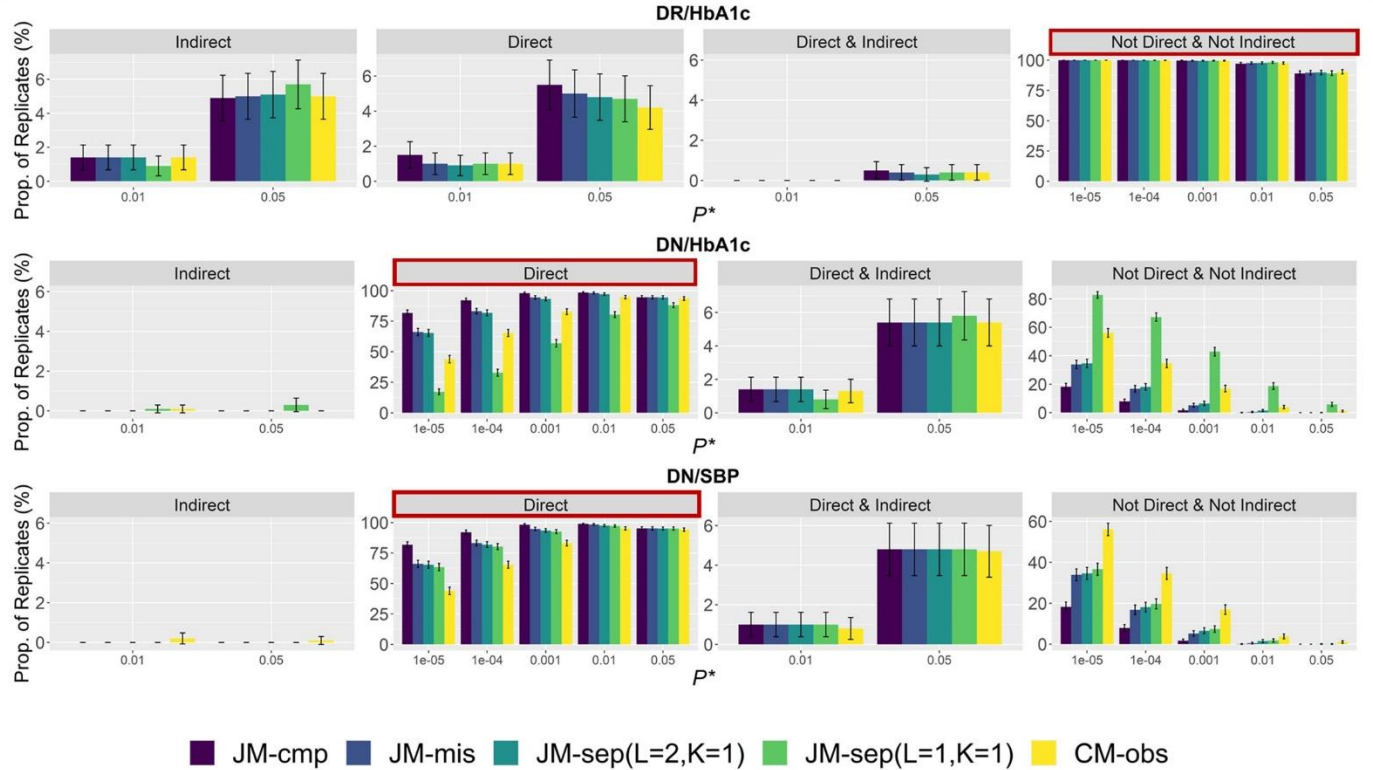 DR/HbA1c
Indirect
Direct
Direct & Indirect
Not Direct & Not Indirect
Prop. of Replicates (%)
6
4
2
0
0.01
0.05
6
4
2
0
0.01
0.05
6
4
2
0
0.01
0.05
100
75
50
25
0
1e-05
1e-04
0.001
0.01
0.05
P*
DN/HbA1c
Indirect
Direct
Direct & Indirect
Not Direct & Not Indirect
Prop. of Replicates (%)
6
4
2
0
0.01
0.05
100
75
50
25
0
1e-05
1e-04
0.001
0.01
0.05
6
4
2
0
0.01
0.05
80
60
40
20
0
1e-05
1e-04
0.001
0.01
0.05
P*
DN/SBP
Indirect
Direct
Direct & Indirect
Not Direct & Not Indirect
Prop. of Replicates (%)
6
4
2
0
0.01
0.05
100
75
50
25
0
1e-05
1e-04
0.001
0.01
0.05
6
4
2
0
0.01
0.05
60
40
20
0
1e-05
1e-04
0.001
0.01
0.05
P*
JM-cmp JM-mis JM-sep(L=2,K=1) JM-sep(L=1,K=1) CM-obs